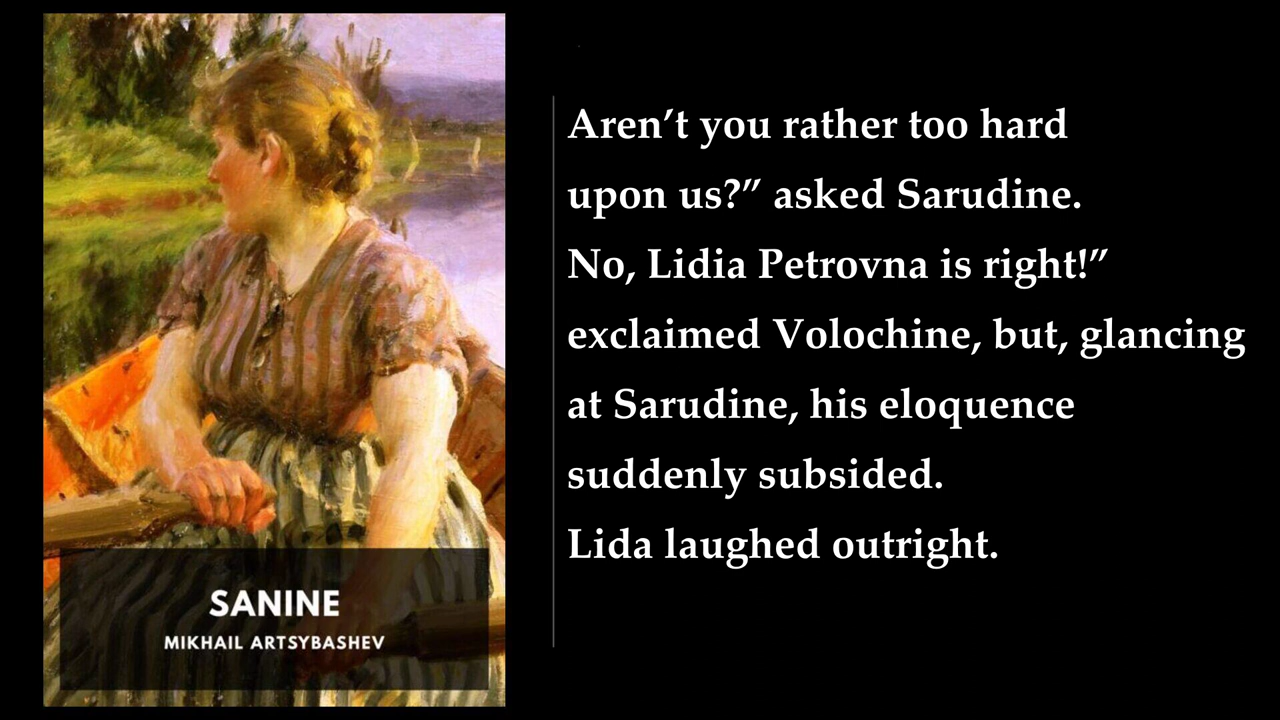 SANINE
MIKHAIL ARTSYBASHEV
Aren’t you rather too hard
upon us?” asked Sarudine.
No, Lidia Petrovna is right!”
exclaimed Volochine, but, glancing
at Sarudine, his eloquence
suddenly subsided.
Lida laughed outright.